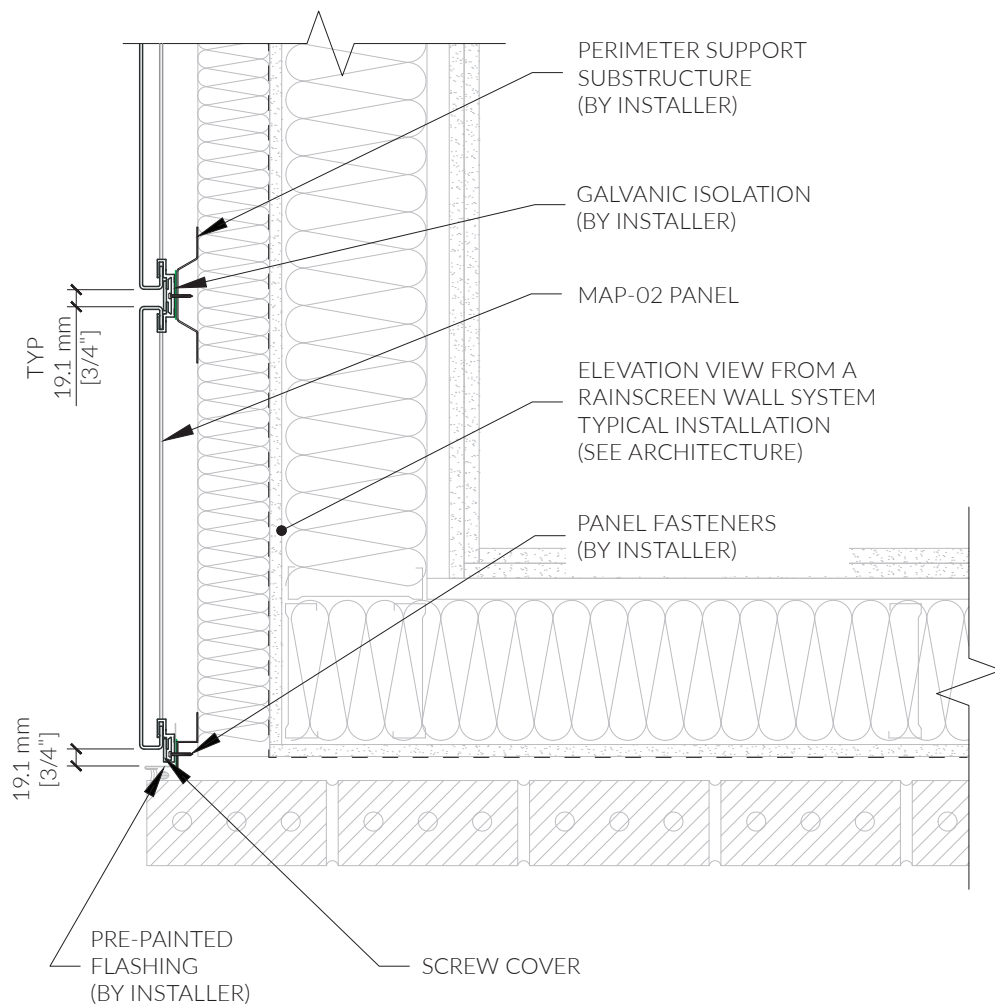 PERIMETER SUPPORT
SUBSTRUCTURE
(BY INSTALLER)
GALVANIC ISOLATION
(BY INSTALLER)
MAP-02 PANEL
TYP
19.1 mm
[3/4"]
ELEVATION VIEW FROM A
RAINSCREEN WALL SYSTEM
TYPICAL INSTALLATION
(SEE ARCHITECTURE)
PANEL FASTENERS
(BY INSTALLER)
19.1 mm
[3/4"]
PRE-PAINTED
FLASHING
(BY INSTALLER)
SCREW COVER